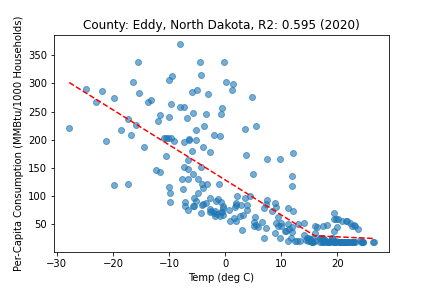 County: Eddy, North Dakota, R2: 0.595 (2020)
Per-Capita Consumption (MMBtu/1000 Households)
350
300
250
200
150
100
50
−30 −20 −10 0 10 20
Temp (deg C)